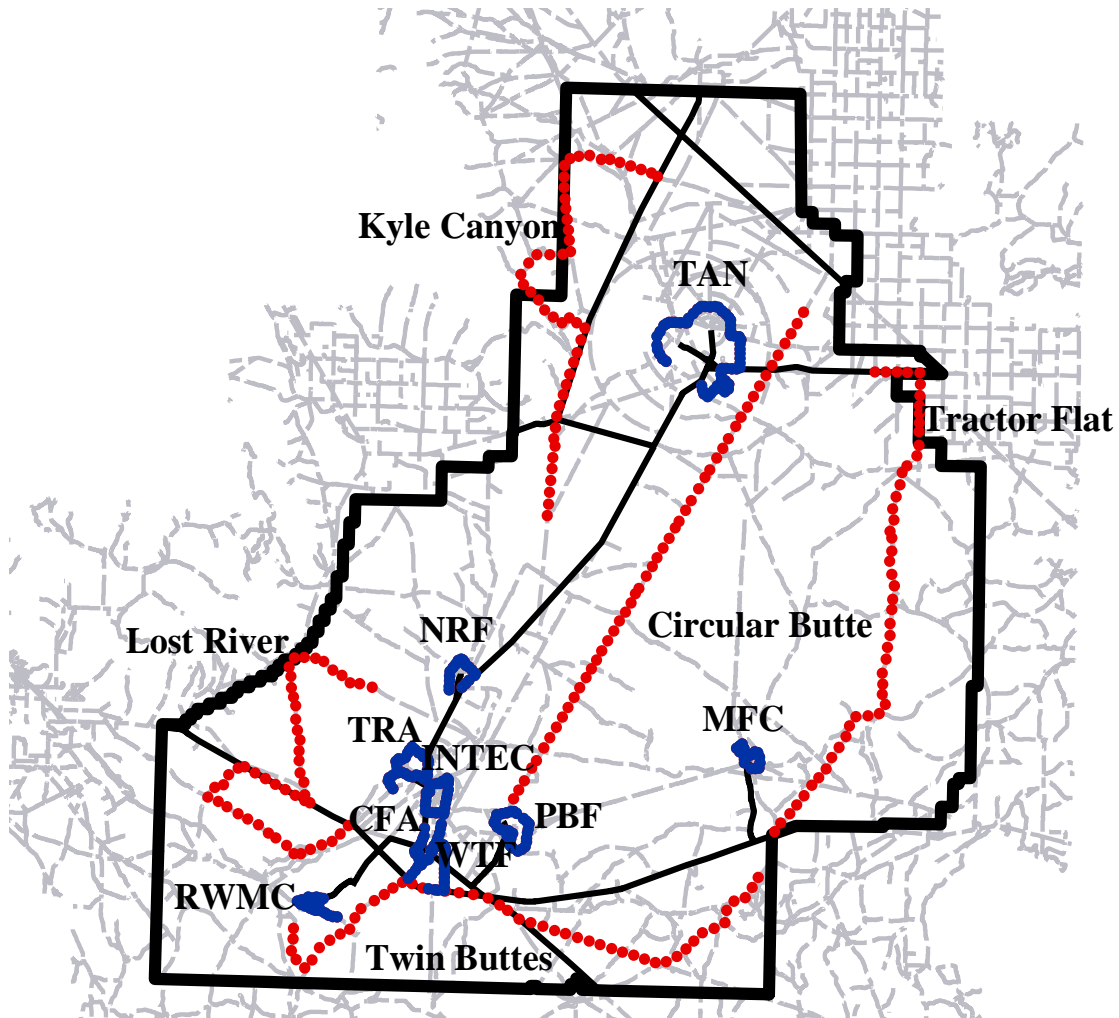 Kyle Canyon
TAN
Tractor Flat
Circular Butte
NRF
Lost River
MFC
TRA
INTEC
CFA
PBF
WTF
RWMC
Twin Buttes